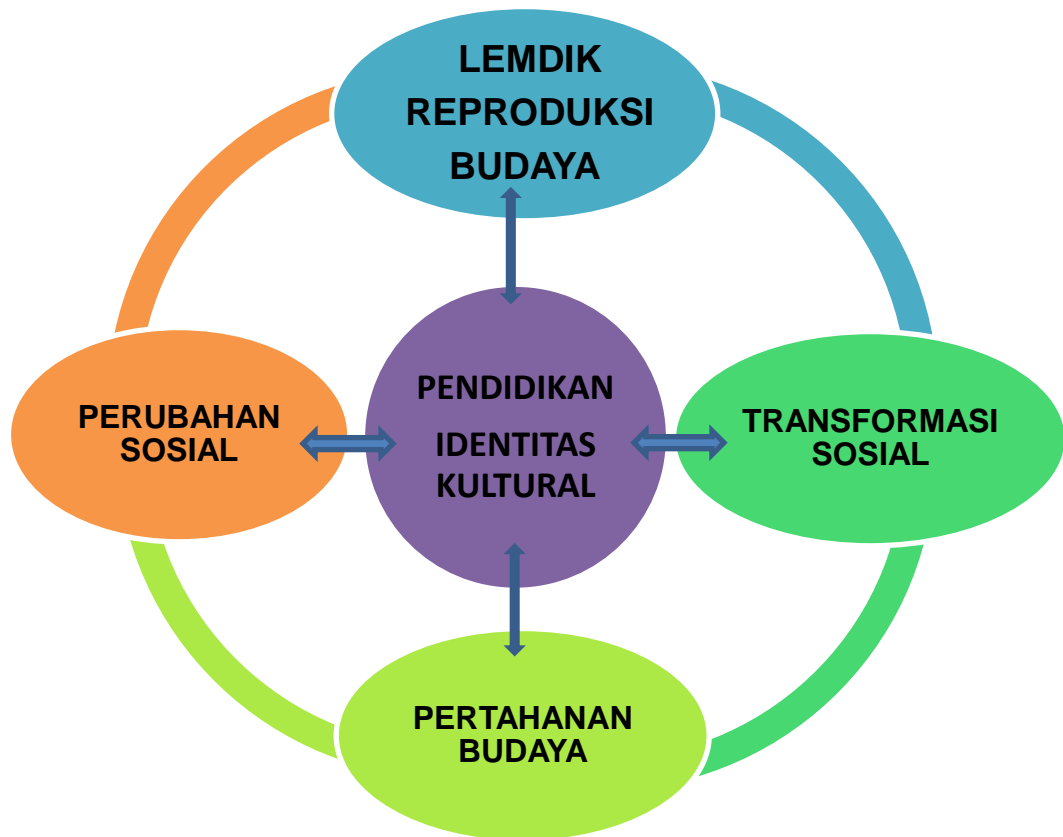 LEMDIK
REPRODUKSI
BUDAYA
PERUBAHAN
SOSIAL
PENDIDIKAN
IDENTITAS
KULTURAL
TRANSFORMASI
SOSIAL
PERTAHANAN
BUDAYA